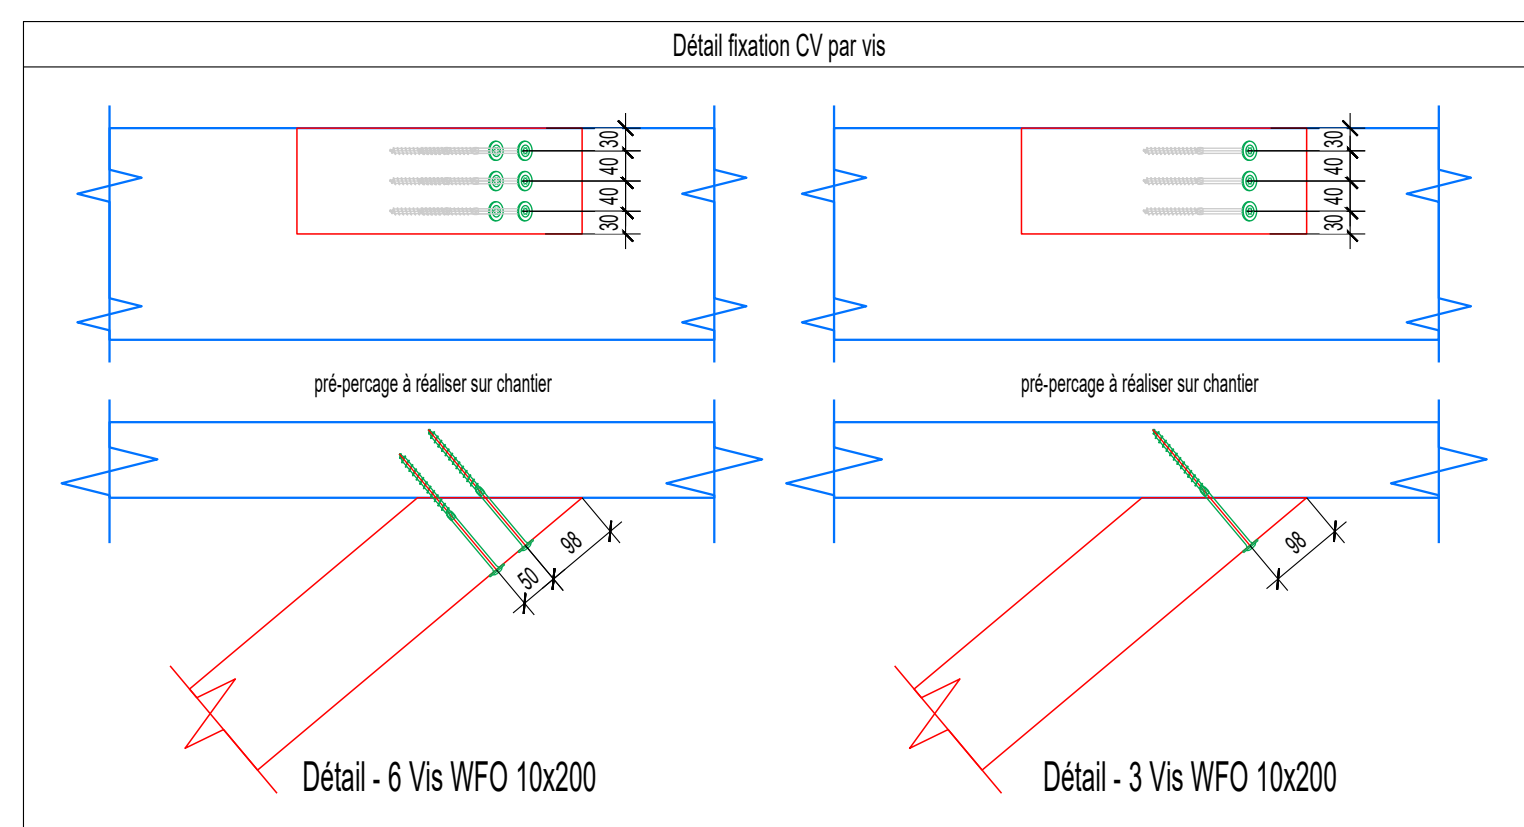 Détail fixation CV par vis
30
40
40
30
30
40
40
30
pré-percage à réaliser sur chantier
pré-percage à réaliser sur chantier
98
50
98
Détail - 6 Vis WFO 10x200
Détail - 3 Vis WFO 10x200